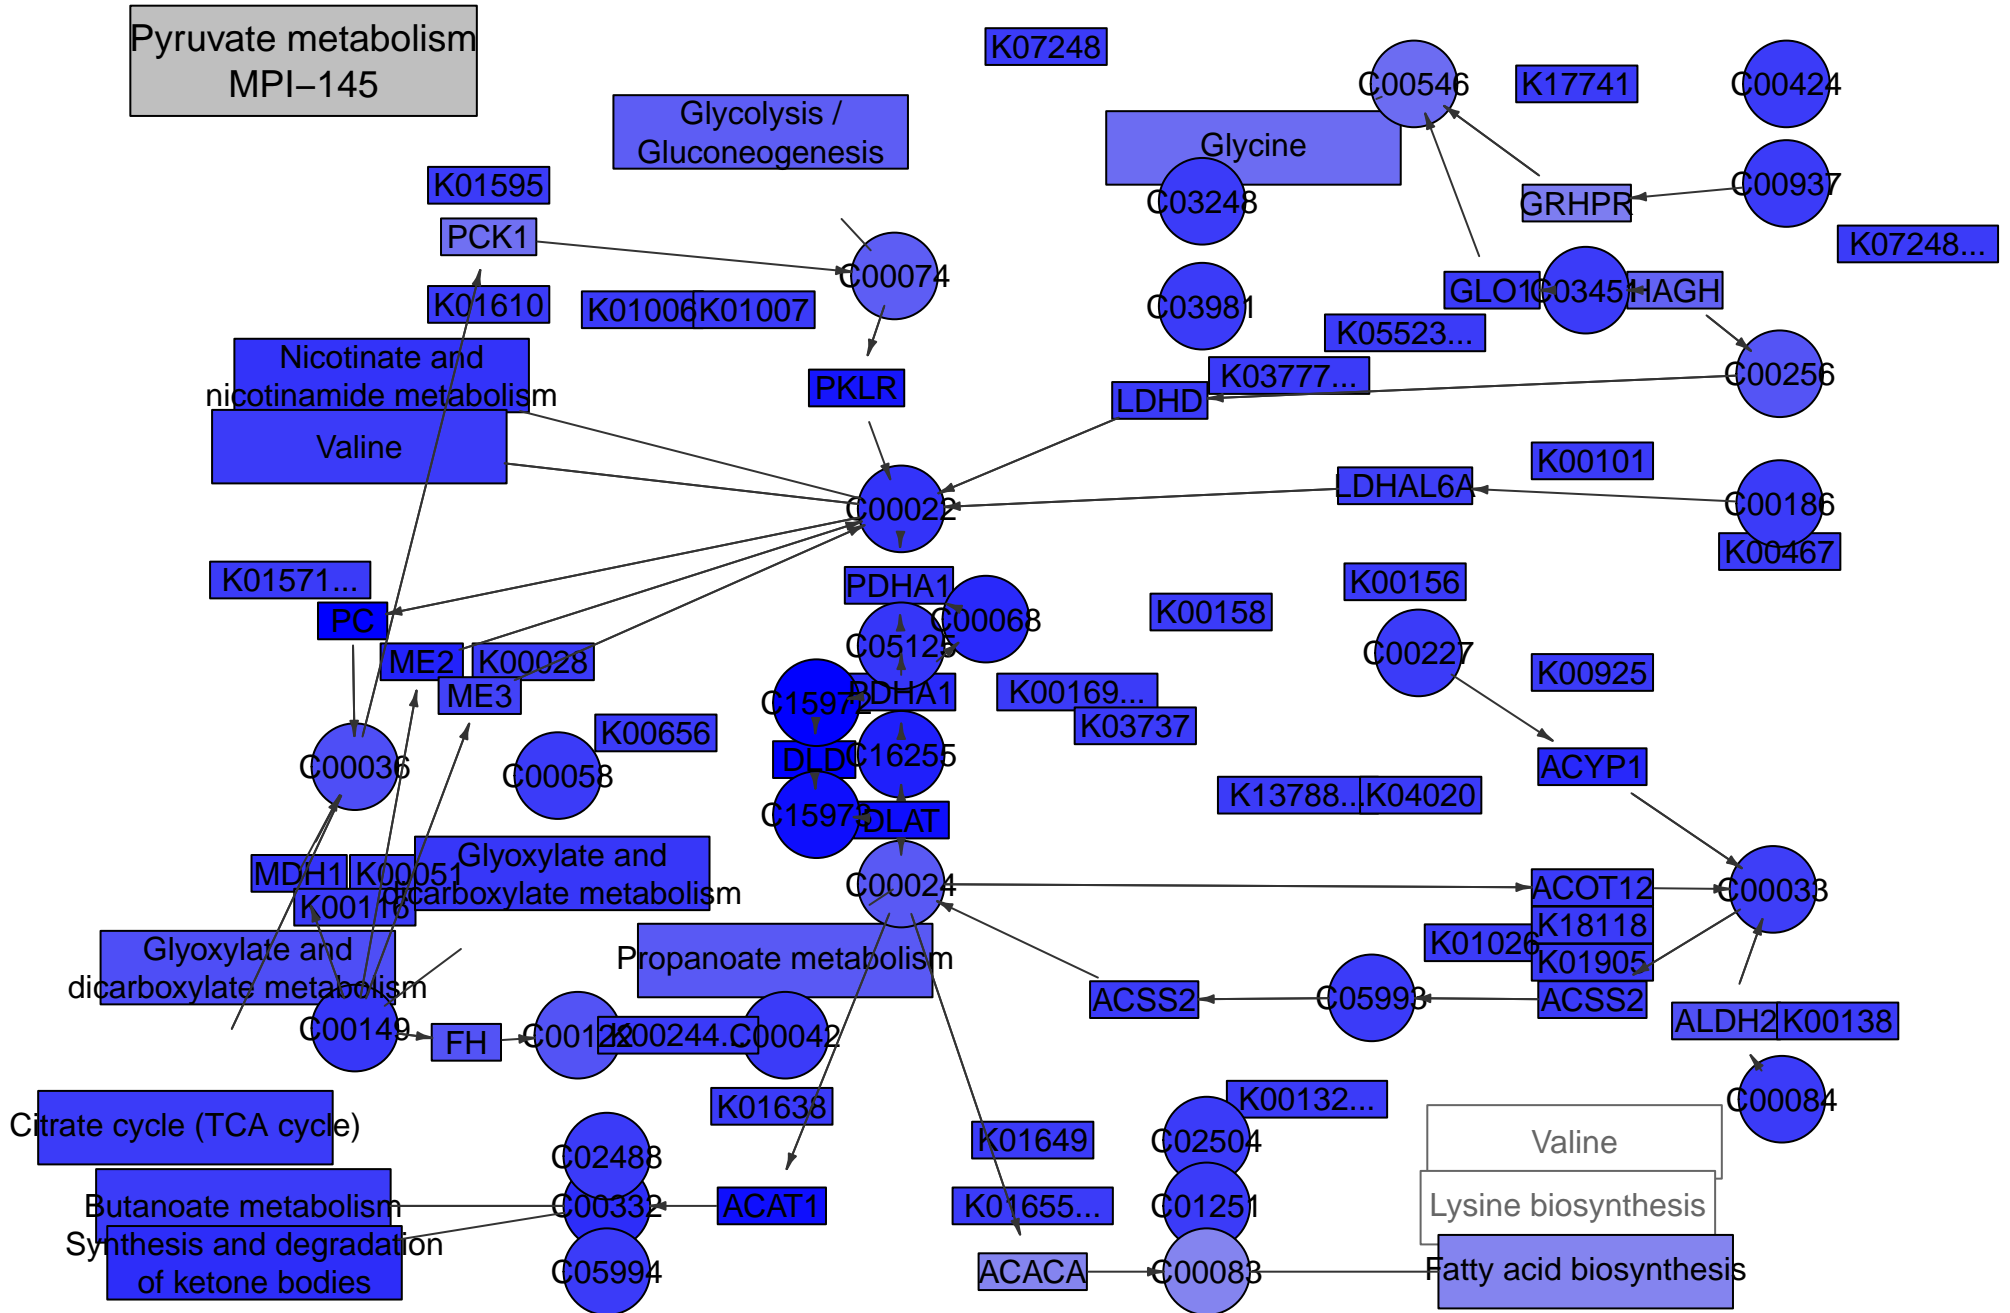 Pyruvate metabolism
MPI−145
K07248
C00546
K17741
C00424
Glycolysis /
Gluconeogenesis
Glycine
K01595
C03248
GRHPR
C00937
PCK1
K07248...
C00074
K01610
K01006
K01007
C03981
GLO1
C03451
HAGH
K05523...
Nicotinate and
nicotinamide metabolism
PKLR
K03777...
C00256
LDHD
Valine
K00101
LDHAL6A
C00186
C00022
K00467
K01571...
PDHA1
K00156
PC
C00068
K00158
C05125
C00227
ME2
K00028
K00925
ME3
C15972
PDHA1
K00169...
K03737
K00656
C00036
C00058
DLD
C16255
ACYP1
K13788...
K04020
C15973
DLAT
MDH1
K00051
Glyoxylate and
dicarboxylate metabolism
C00024
ACOT12
C00033
K00116
K18118
K01026
Glyoxylate and
dicarboxylate metabolism
Propanoate metabolism
K01905
ACSS2
C05993
ACSS2
C00149
FH
C00122
K00244...
C00042
ALDH2
K00138
K01638
K00132...
C00084
Citrate cycle (TCA cycle)
K01649
C02504
Valine
C02488
Butanoate metabolism
C00332
ACAT1
K01655...
C01251
Lysine biosynthesis
Synthesis and degradation
of ketone bodies
C05994
ACACA
C00083
Fatty acid biosynthesis